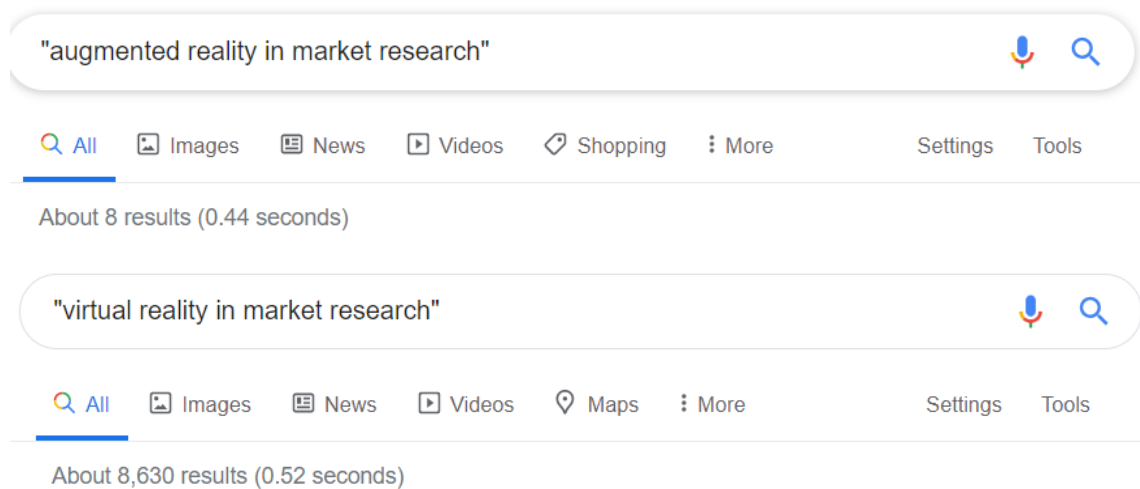 "augmented reality in market research"
All Images News Videos Shopping More Settings Tools
About 8 results (0.44 seconds)
"virtual reality in market research"
All Images News Videos Maps More Settings Tools
About 8,630 results (0.52 seconds)